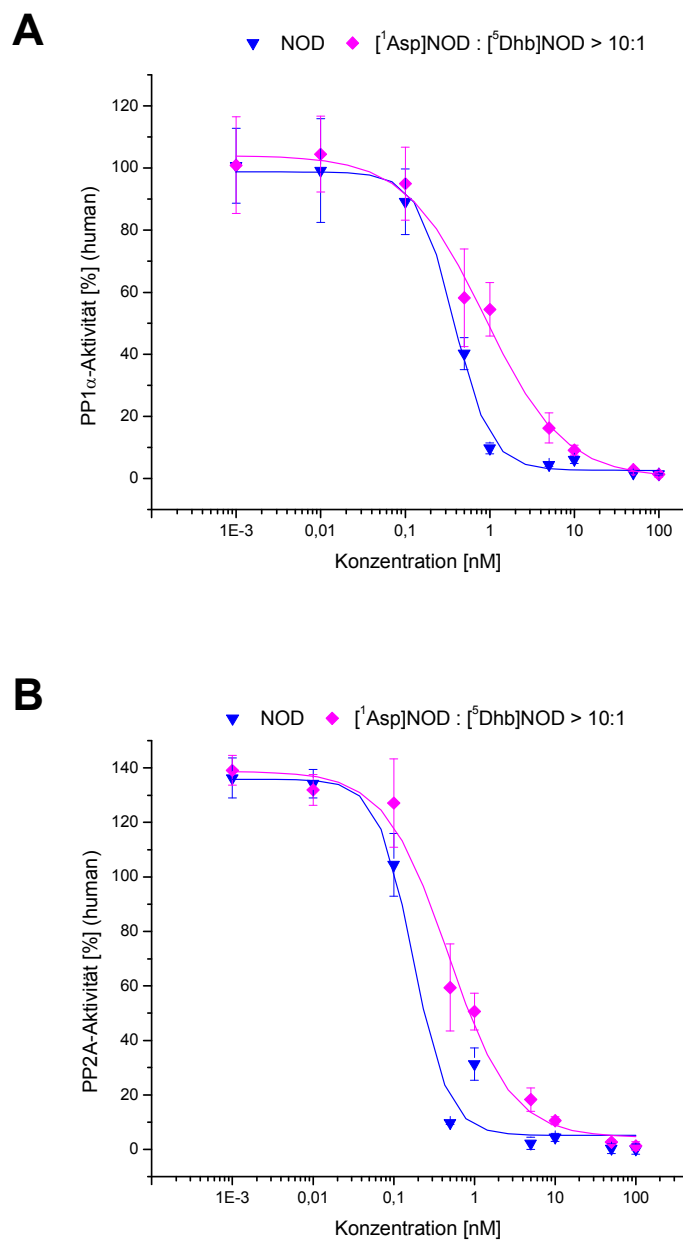 A
NOD [¹Asp]NOD : [⁵Dhb]NOD > 10:1
120
100
80
60
40
20
0
PP1α-Aktivität [%] (human)
1E-3 0,01 0,1 1 10 100
Konzentration [nM]
B
NOD [¹Asp]NOD : [⁵Dhb]NOD > 10:1
140
120
100
80
60
40
20
0
PP2A-Aktivität [%] (human)
1E-3 0,01 0,1 1 10 100
Konzentration [nM]